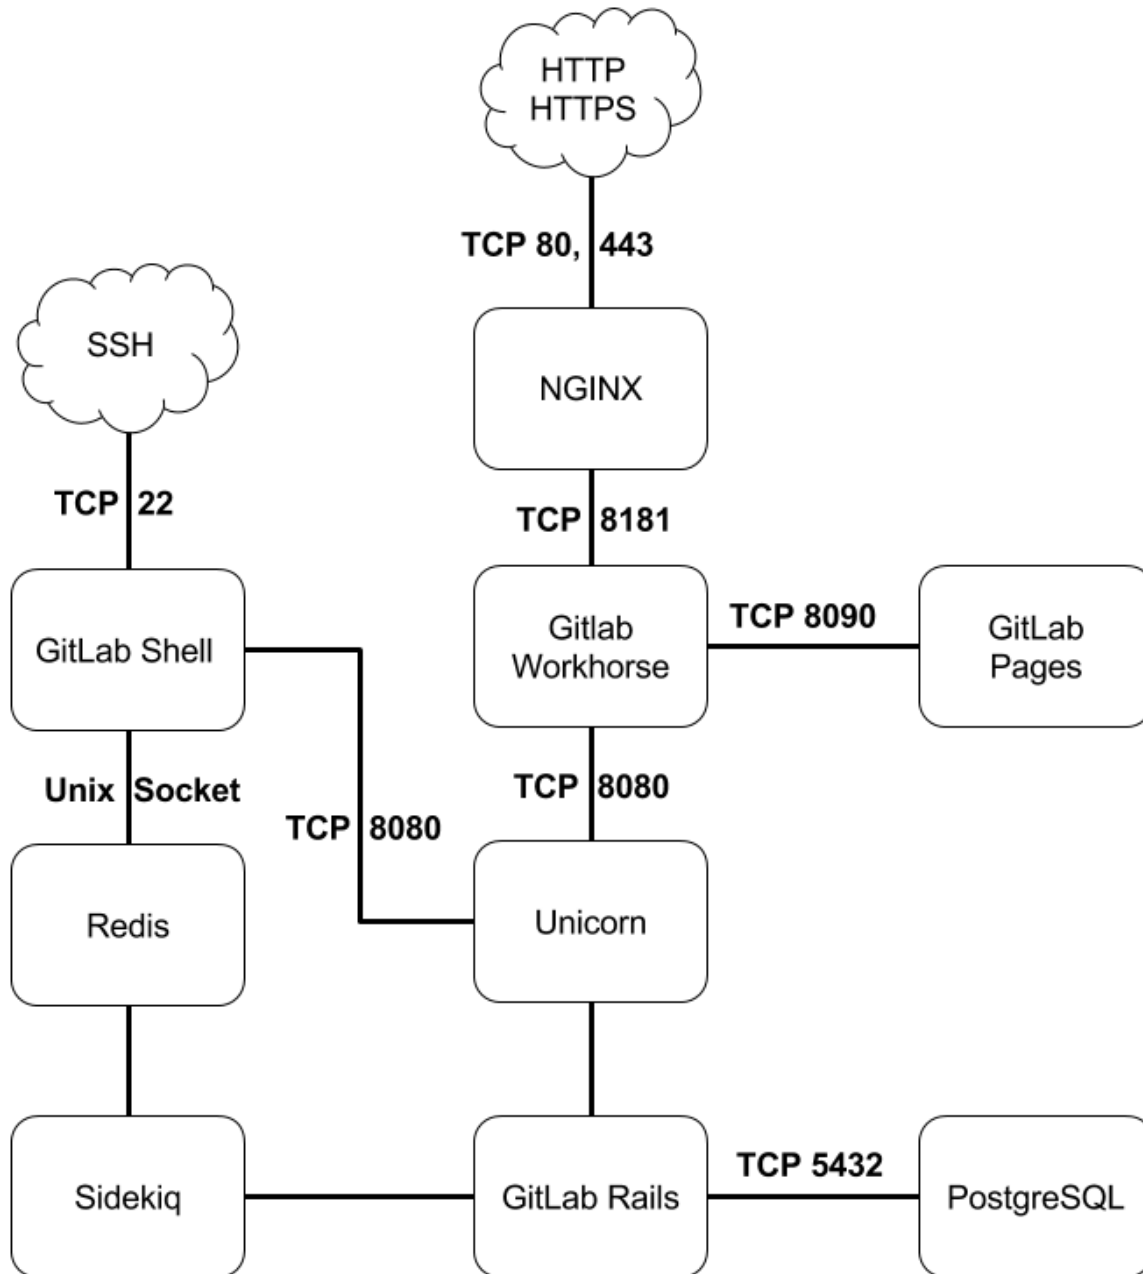 HTTP
HTTPS
TCP 80, 443
SSH
NGINX
TCP 22
TCP 8181
GitLab Shell
Gitlab
Workhorse
TCP 8090
GitLab
Pages
Unix Socket
TCP 8080
TCP 8080
Redis
Unicorn
Sidekiq
GitLab Rails
TCP 5432
PostgreSQL